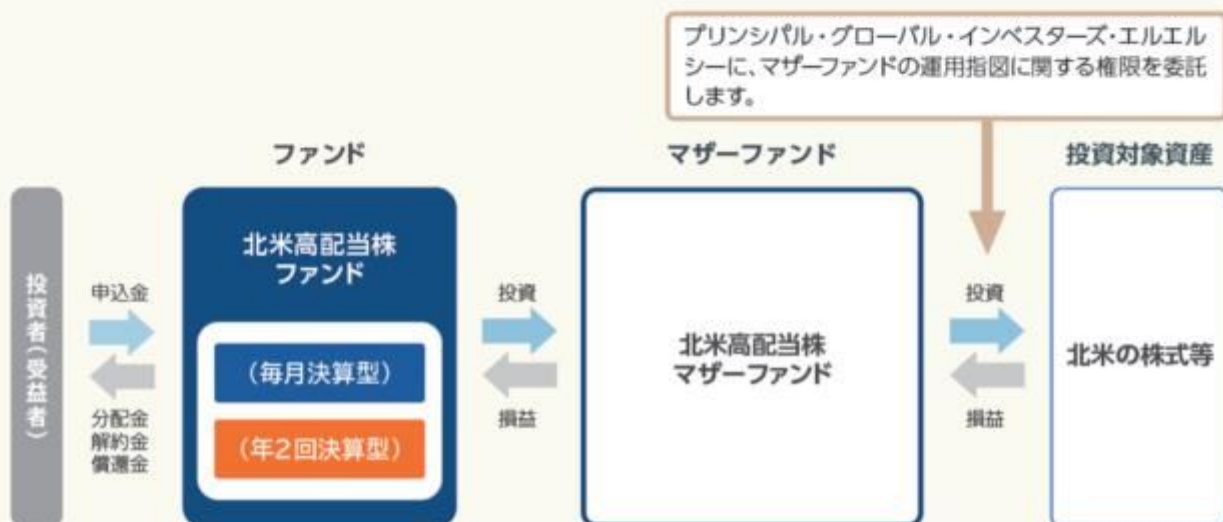 プリンシパル・グローバル・インベスターズ・エルエル
シーに、マザーファンドの運用指図に関する権限を委託
します。
ファンド
マザーファンド
投資対象資産
投資者(受益者)
申込金
分配金
解約金
償還金
北米高配当株
ファンド
(毎月決算型)
(年2回決算型)
投資
損益
北米高配当株
マザーファンド
投資
損益
北米の株式等